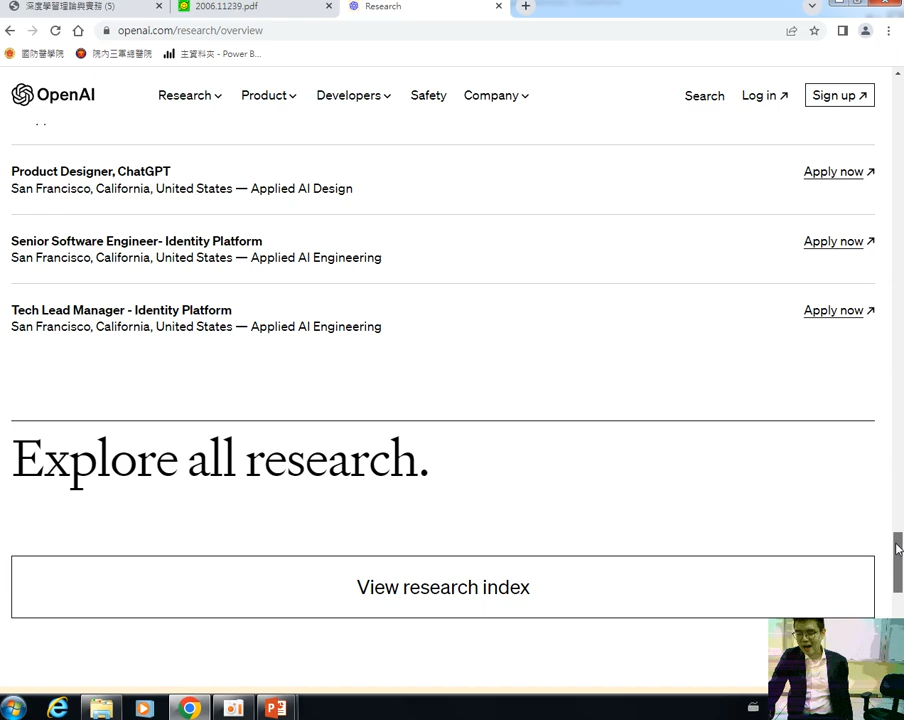 深度學習理論與實務 (5)
2006.11239.pdf
Research
openai.com/research/overview
國防醫學院
院內三軍總醫院
主資料夾 - Power B...
OpenAI
Research
Product
Developers
Safety
Company
Search
Log in ↗
Sign up ↗
Product Designer, ChatGPT
Apply now ↗
San Francisco, California, United States — Applied AI Design
Senior Software Engineer- Identity Platform
Apply now ↗
San Francisco, California, United States — Applied AI Engineering
Tech Lead Manager - Identity Platform
Apply now ↗
San Francisco, California, United States — Applied AI Engineering
Explore all research.
View research index